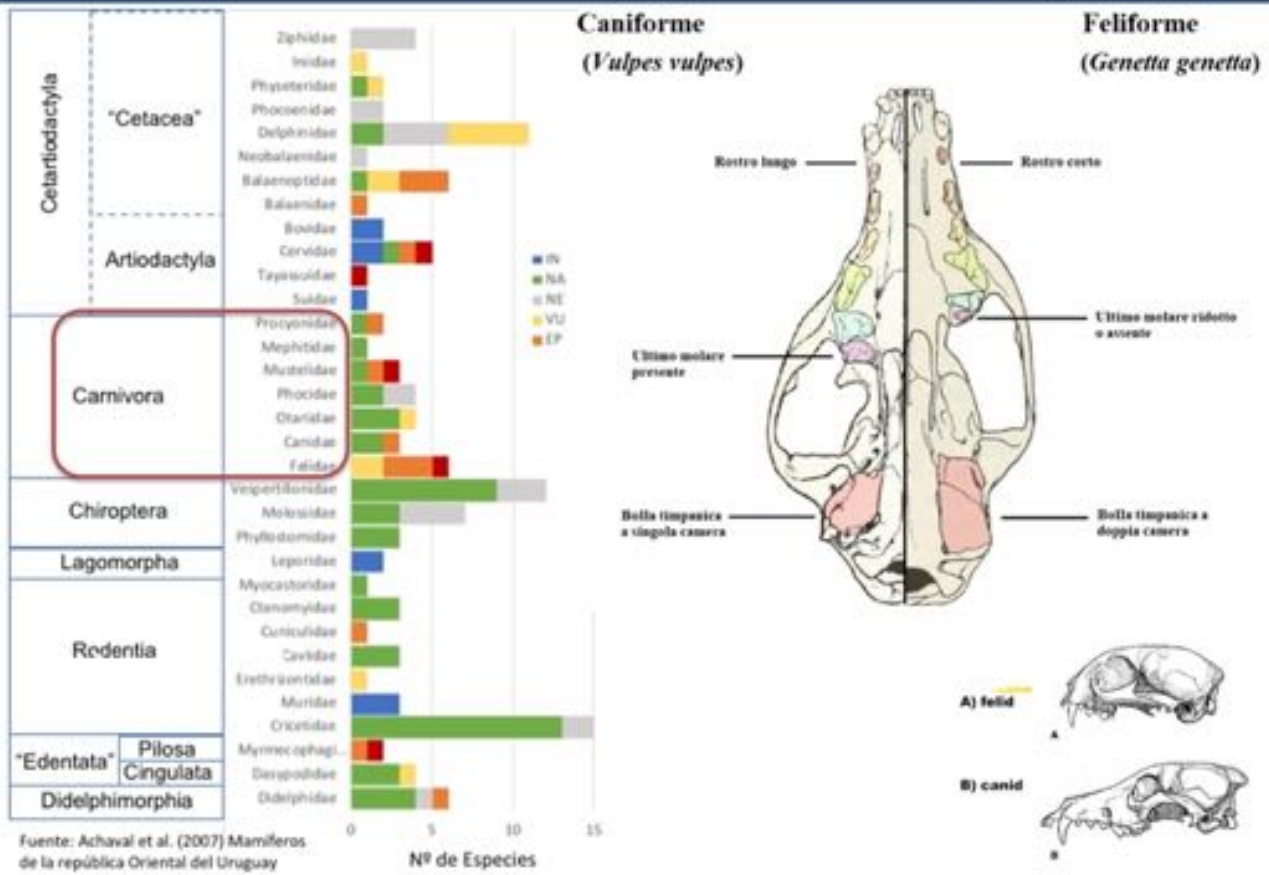 Cetartiodactyla
"Cetacea"
Artiodactyla
Carnivora
Chiroptera
Lagomorpha
Rodentia
"Edentata"
Pilosa
Cingulata
Didelphimorphia
Ziphiidae
Iniidae
Physeteridae
Phocoenidae
Delphinidae
Neobalaenidae
Balaenoptidae
Balaenidae
Bovidae
Cervidae
Tayassuidae
Suidae
Procyonidae
Mephitidae
Mustelidae
Phocidae
Otariidae
Canidae
Felidae
Vespertilionidae
Molossidae
Phyllostomidae
Leporidae
Myocastoridae
Ctenomyidae
Cuniculidae
Caviidae
Erethizontidae
Muridae
Cricetidae
Myrmecophagi...
Dasypodidae
Didelphidae
0 5 10 15
Nº de Especies
IN
NA
NE
VU
EP
Fuente: Achaval et al. (2007) Mamíferos
de la república Oriental del Uruguay
Caniforme
(Vulpes vulpes)
Feliforme
(Genetta genetta)
Rostro lungo
Rostro corto
Ultimo molare
presente
Ultimo molare ridotto
o assente
Bolla timpanica
a singola camera
Bolla timpanica a
doppia camera
A) felid
A
B) canid
B